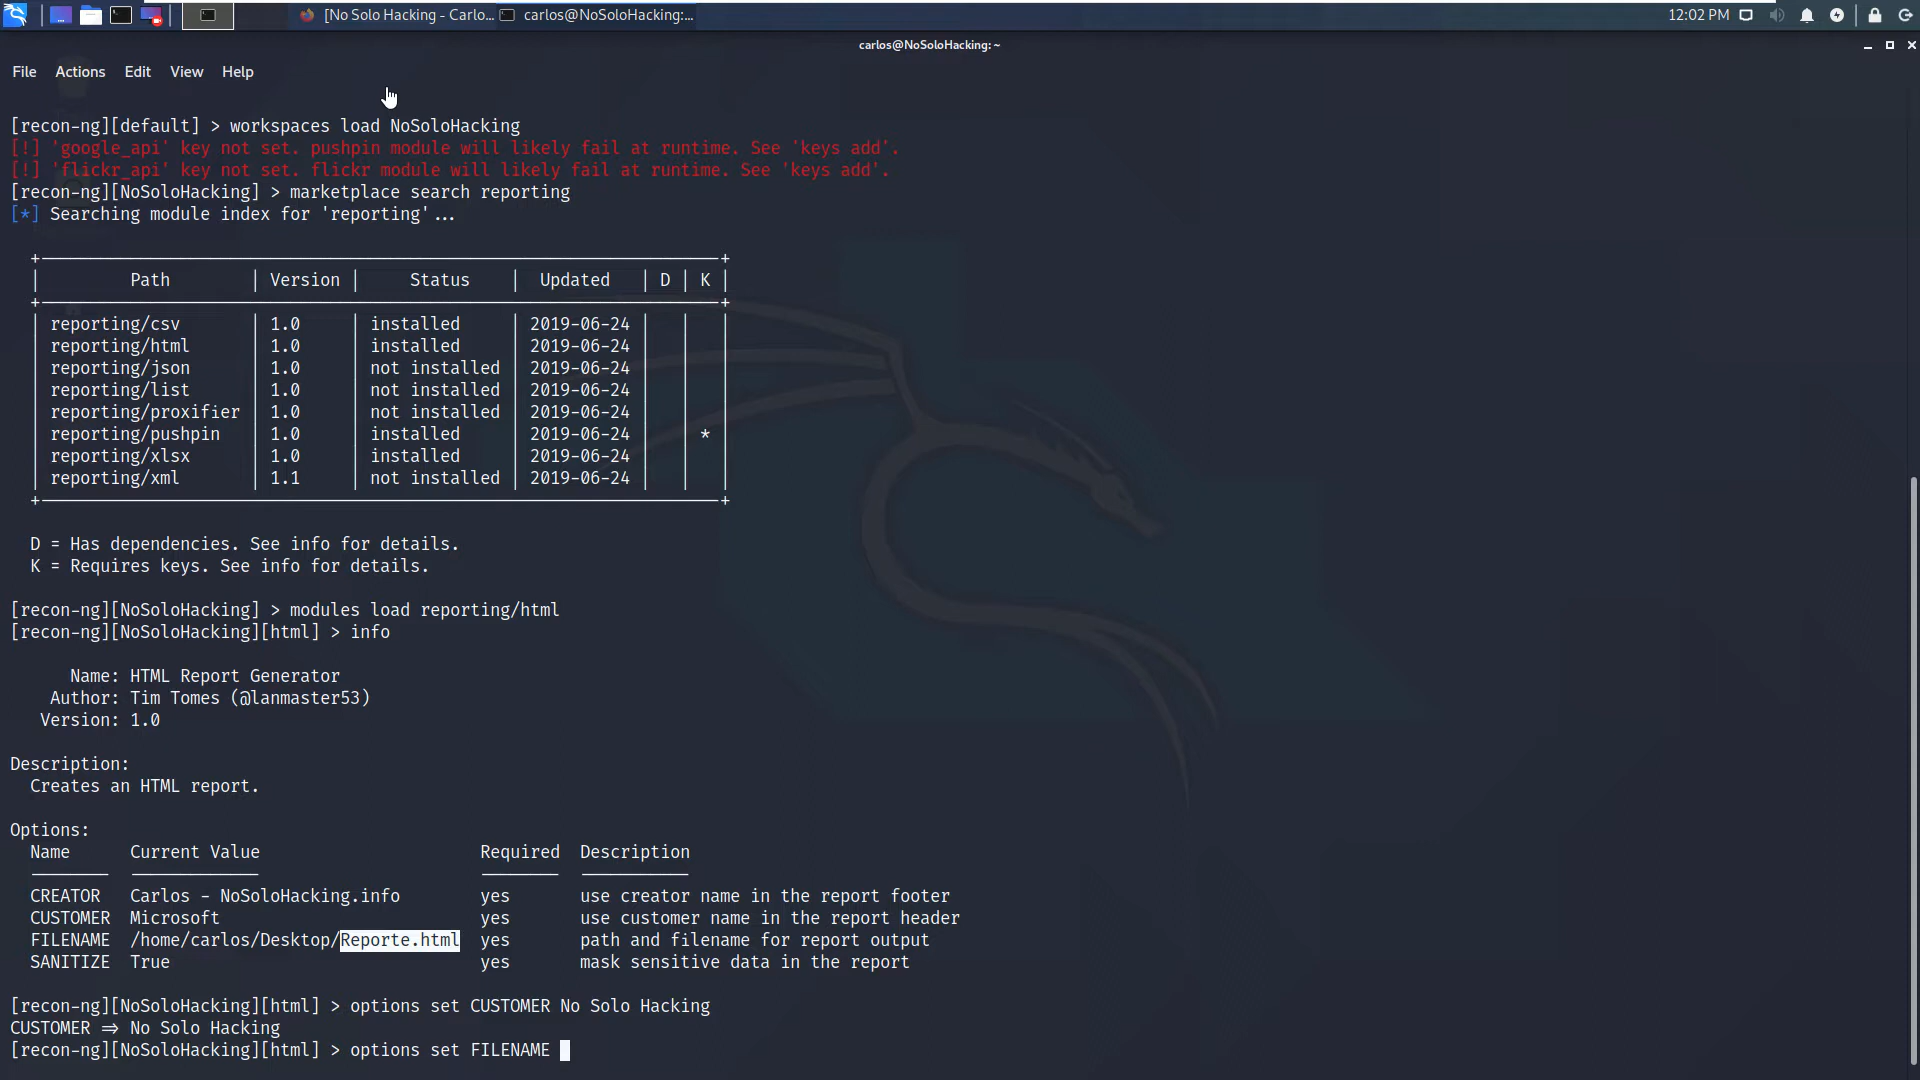 [No Solo Hacking - Carlo... carlos@NoSoloHacking:... 12:02 PM
carlos@NoSoloHacking: ~
File Actions Edit View Help
[recon-ng][default] > workspaces load NoSoloHacking
[!] 'google_api' key not set. pushpin module will likely fail at runtime. See 'keys add'.
[!] 'flickr_api' key not set. flickr module will likely fail at runtime. See 'keys add'.
[recon-ng][NoSoloHacking] > marketplace search reporting
[*] Searching module index for 'reporting'...
| Path | Version | Status | Updated | D | K |
| reporting/csv | 1.0 | installed | 2019-06-24 | | |
| reporting/html | 1.0 | installed | 2019-06-24 | | |
| reporting/json | 1.0 | not installed | 2019-06-24 | | |
| reporting/list | 1.0 | not installed | 2019-06-24 | | |
| reporting/proxifier | 1.0 | not installed | 2019-06-24 | | |
| reporting/pushpin | 1.0 | installed | 2019-06-24 | | * |
| reporting/xlsx | 1.0 | installed | 2019-06-24 | | |
| reporting/xml | 1.1 | not installed | 2019-06-24 | | |
D = Has dependencies. See info for details.
K = Requires keys. See info for details.
[recon-ng][NoSoloHacking] > modules load reporting/html
[recon-ng][NoSoloHacking][html] > info
Name: HTML Report Generator
Author: Tim Tomes (@lanmaster53)
Version: 1.0
Description:
Creates an HTML report.
Options:
Name Current Value Required Description
CREATOR Carlos - NoSoloHacking.info yes use creator name in the report footer
CUSTOMER Microsoft yes use customer name in the report header
FILENAME /home/carlos/Desktop/Reporte.html yes path and filename for report output
SANITIZE True yes mask sensitive data in the report
[recon-ng][NoSoloHacking][html] > options set CUSTOMER No Solo Hacking
CUSTOMER => No Solo Hacking
[recon-ng][NoSoloHacking][html] > options set FILENAME